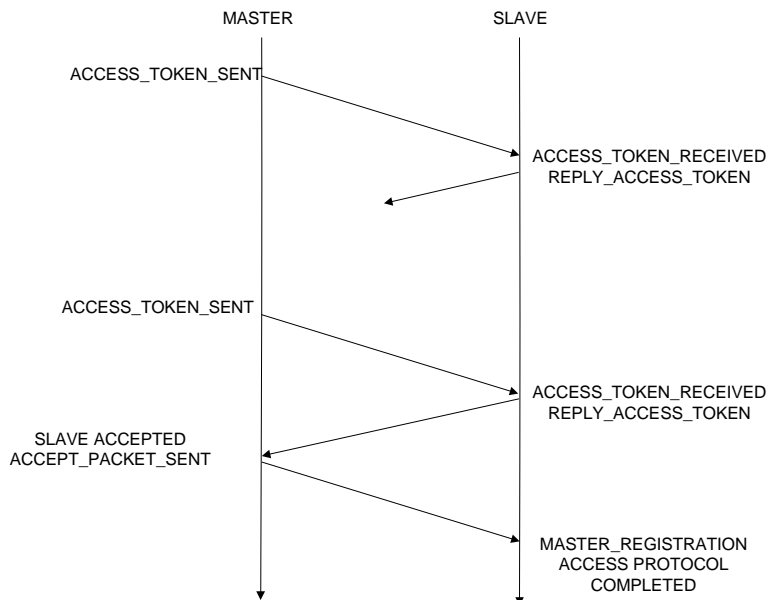 MASTER
SLAVE
ACCESS_TOKEN_SENT
ACCESS_TOKEN_RECEIVED
REPLY_ACCESS_TOKEN
ACCESS_TOKEN_SENT
ACCESS_TOKEN_RECEIVED
REPLY_ACCESS_TOKEN
SLAVE ACCEPTED
ACCEPT_PACKET_SENT
MASTER_REGISTRATION
ACCESS PROTOCOL
COMPLETED